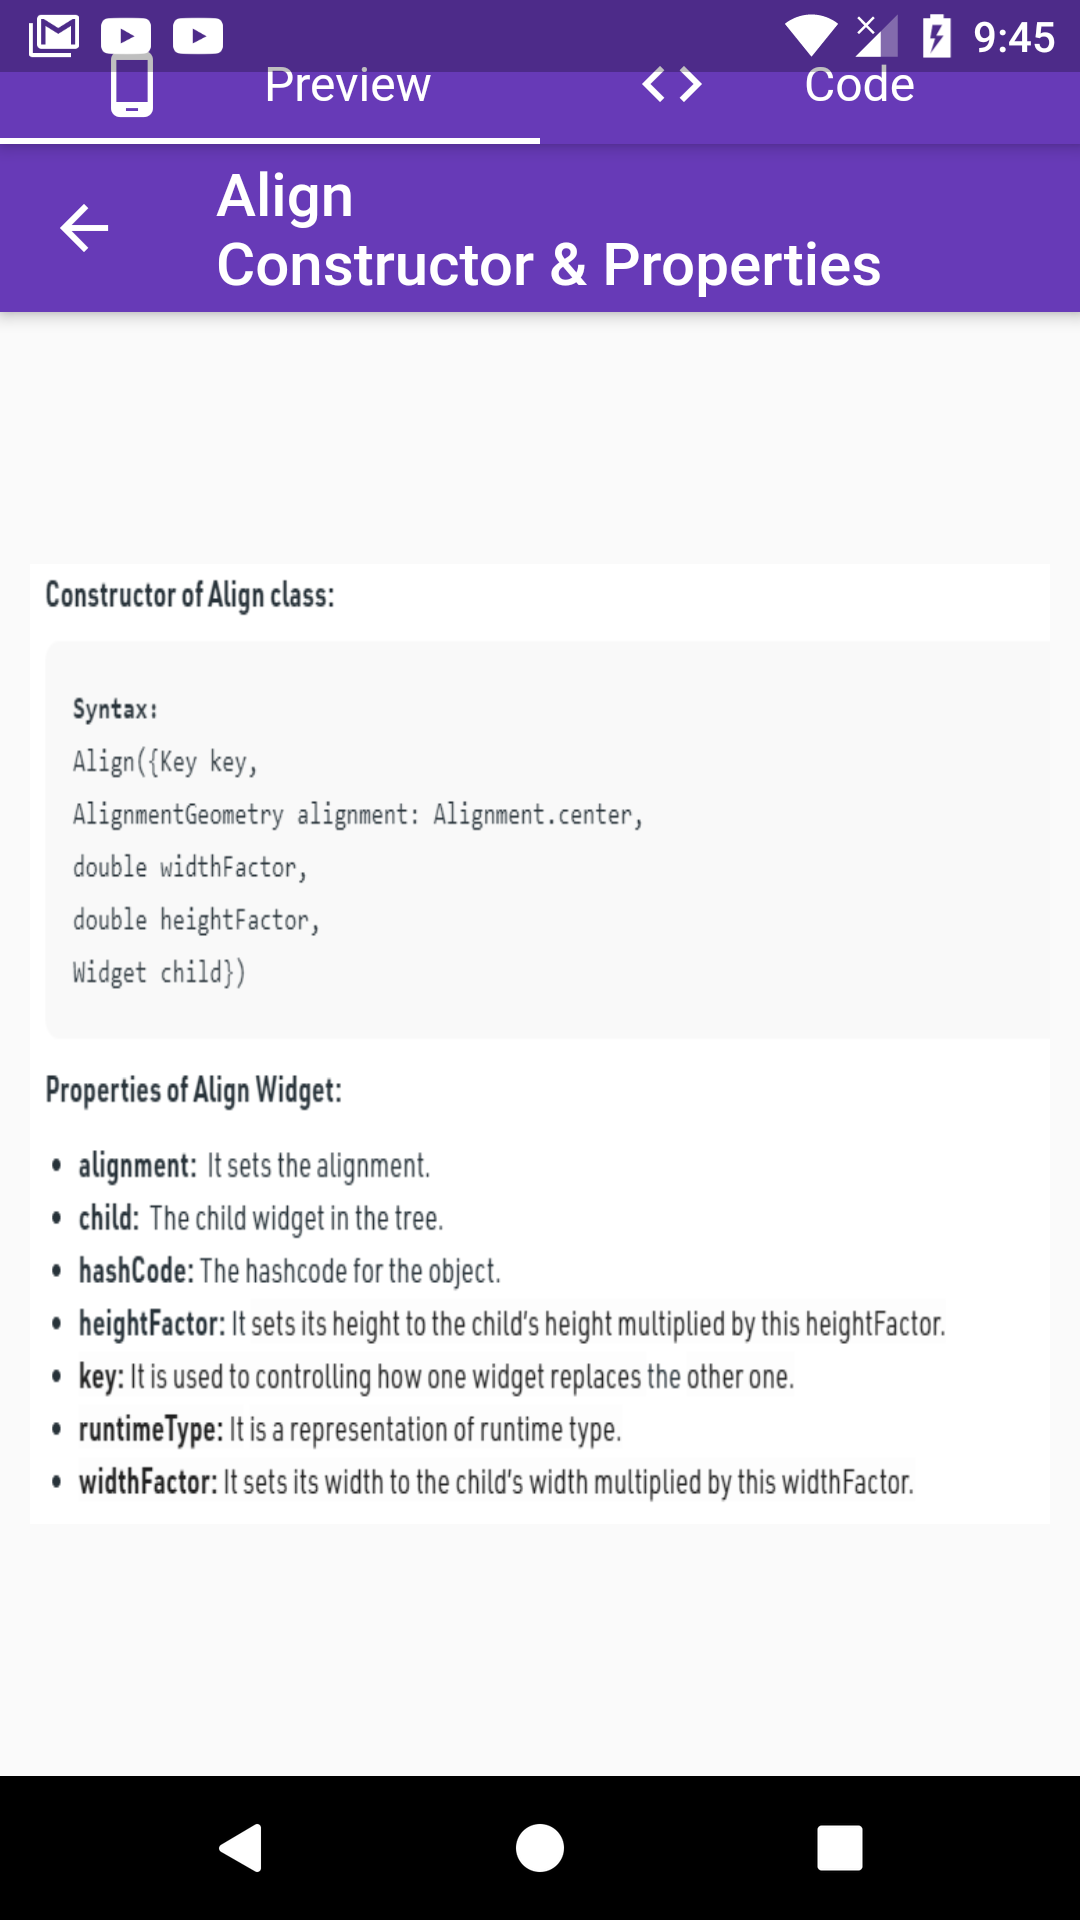 9:45
Preview
Code
Align
Constructor & Properties
Constructor of Align class:
Syntax:
Align({Key key,
AlignmentGeometry alignment: Alignment.center,
double widthFactor,
double heightFactor,
Widget child})
Properties of Align Widget:
• alignment: It sets the alignment.
• child: The child widget in the tree.
• hashCode: The hashcode for the object.
• heightFactor: It sets its height to the child's height multiplied by this heightFactor.
• key: It is used to controlling how one widget replaces the other one.
• runtimeType: It is a representation of runtime type.
• widthFactor: It sets its width to the child's width multiplied by this widthFactor.